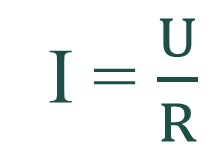 I = U/R